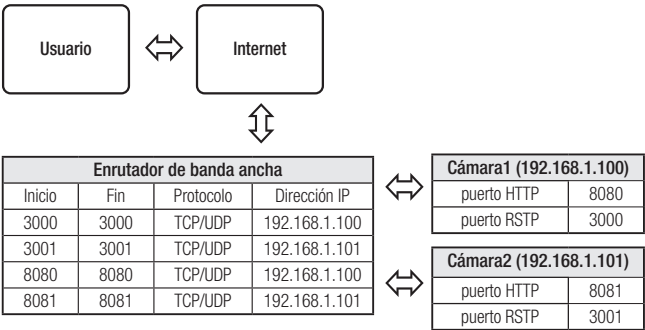 Usuario
Internet
Enrutador de banda ancha
Inicio Fin Protocolo Dirección IP
3000 3000 TCP/UDP 192.168.1.100
3001 3001 TCP/UDP 192.168.1.101
8080 8080 TCP/UDP 192.168.1.100
8081 8081 TCP/UDP 192.168.1.101
Cámara1 (192.168.1.100)
puerto HTTP 8080
puerto RSTP 3000
Cámara2 (192.168.1.101)
puerto HTTP 8081
puerto RSTP 3001